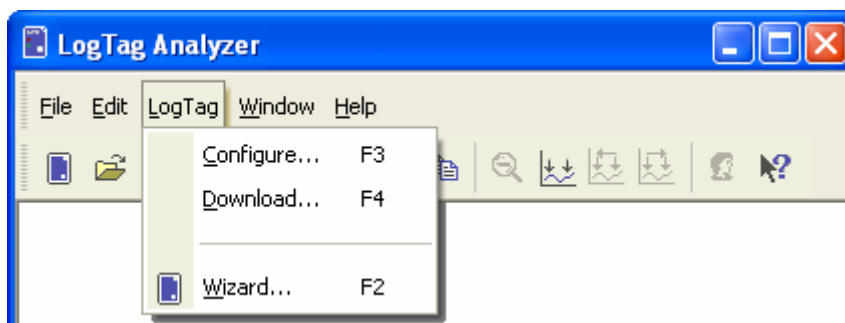 LogTag Analyzer
File Edit LogTag Window Help
Configure... F3
Download... F4
Wizard... F2